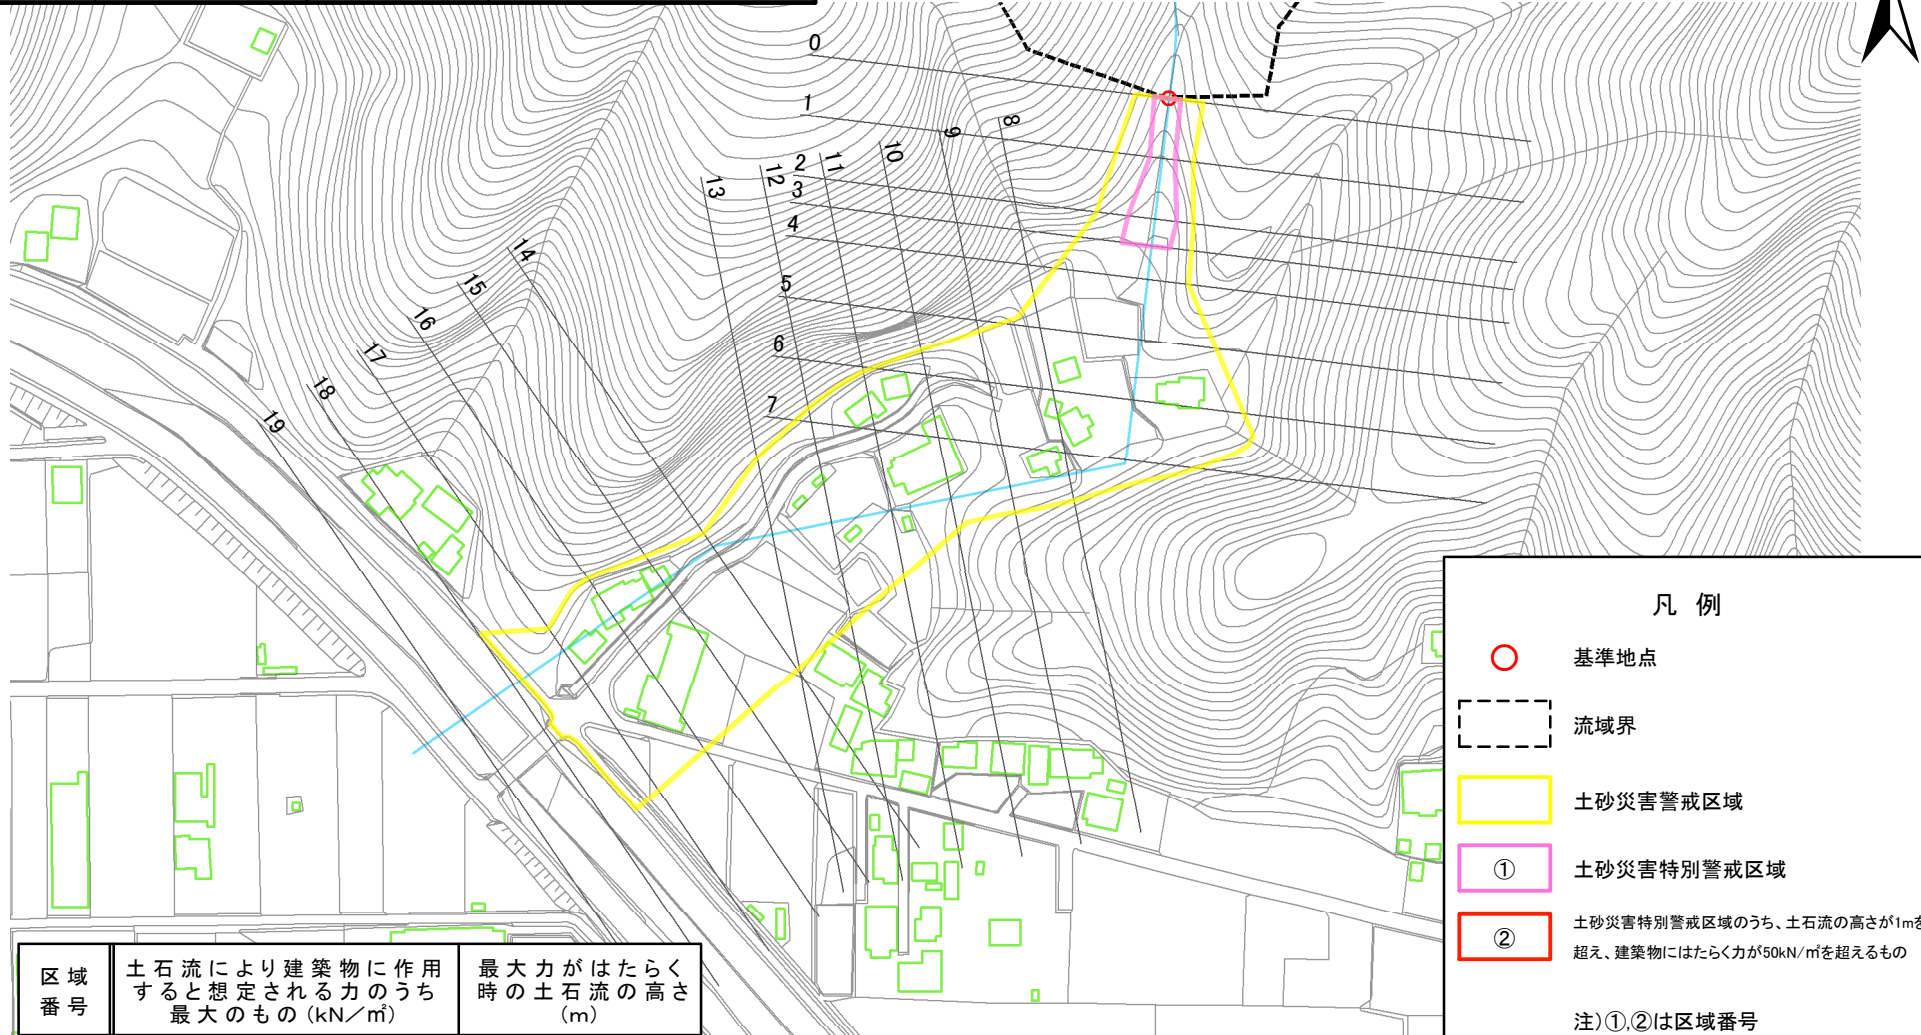 0
1
2
3
4
5
6
7
8
9
10
11
12
13
14
15
16
17
18
19
凡 例
基準地点
流域界
土砂災害警戒区域
① 土砂災害特別警戒区域
② 土砂災害特別警戒区域のうち、土石流の高さが1mを
超え、建築物にはたらく力が50kN/㎡を超えるもの
注)①,②は区域番号
区域
番号
土石流により建築物に作用
すると想定される力のうち
最大のもの(kN/㎡)
最大力がはたらく
時の土石流の高さ
(m)